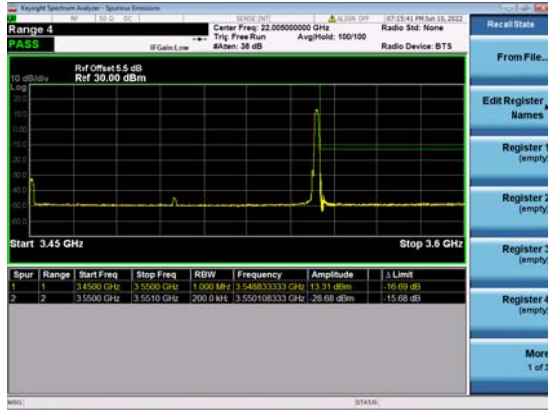 Keysight Spectrum Analyzer - Spurious Emissions
RF 50 Ω DC SENSE:INT ALIGN OFF 07:15:41 PM Jun 10, 2022
Range 4 Center Freq: 22.005000000 GHz Radio Std: None Recall State
Trig: Free Run Avg|Hold: 100/100
PASS IFGain:Low #Atten: 38 dB Radio Device: BTS
Ref Offset 5.5 dB
10 dB/div Ref 30.00 dBm
Log
20.0
10.0
0.00
Start 3.45 GHz Stop 3.6 GHz
Spur Range Start Freq Stop Freq RBW Frequency Amplitude Δ Limit
1 1 3.4500 GHz 3.5500 GHz 1.000 MHz 3.548833333 GHz 13.31 dBm -16.69 dB
2 2 3.5500 GHz 3.5510 GHz 200.0 kHz 3.550108333 GHz -28.68 dBm -15.68 dB
MSG STATUS
From File...
Edit Register
Names
Register 1
(empty)
Register 2
(empty)
Register 3
(empty)
Register 4
(empty)
More
1 of 3